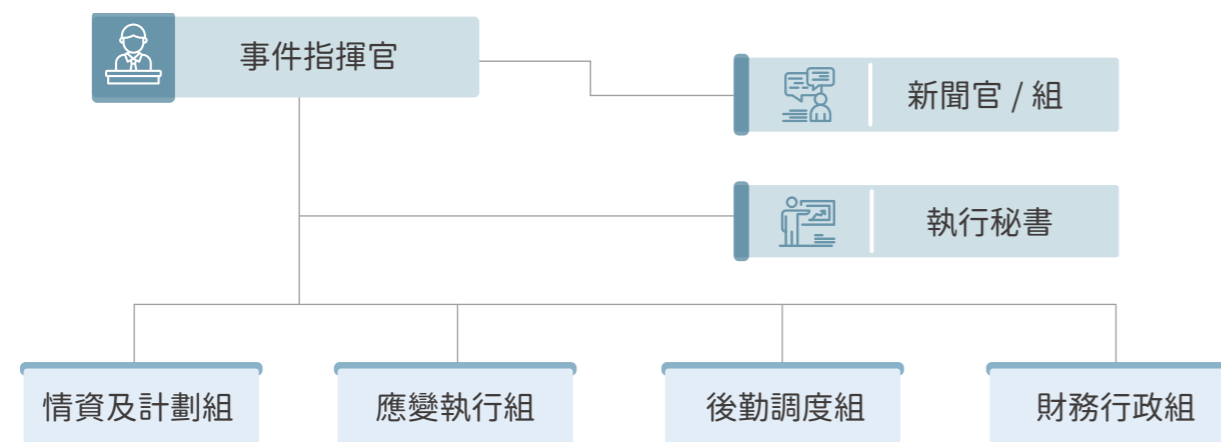 事件指揮官
新聞官 / 組
執行秘書
情資及計劃組
應變執行組
後勤調度組
財務行政組